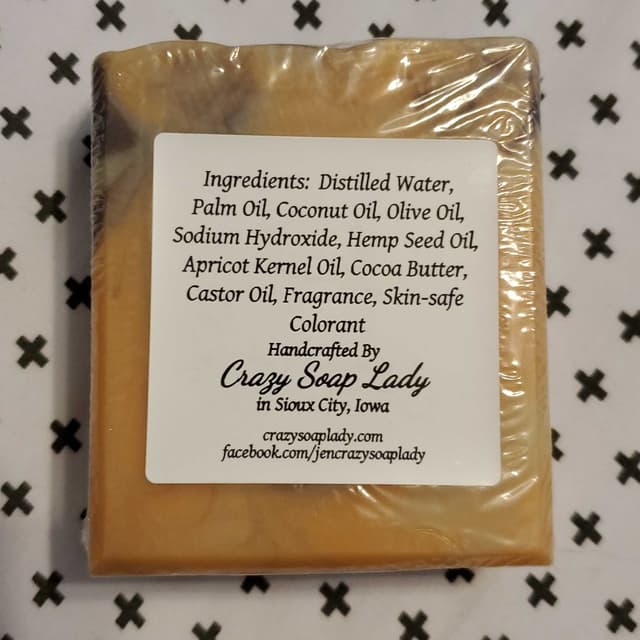 Ingredients: Distilled Water,
Palm Oil, Coconut Oil, Olive Oil,
Sodium Hydroxide, Hemp Seed Oil,
Apricot Kernel Oil, Cocoa Butter,
Castor Oil, Fragrance, Skin-safe
Colorant
Handcrafted By
Crazy Soap Lady
in Sioux City, Iowa
crazysoaplady.com
facebook.com/jencrazysoaplady